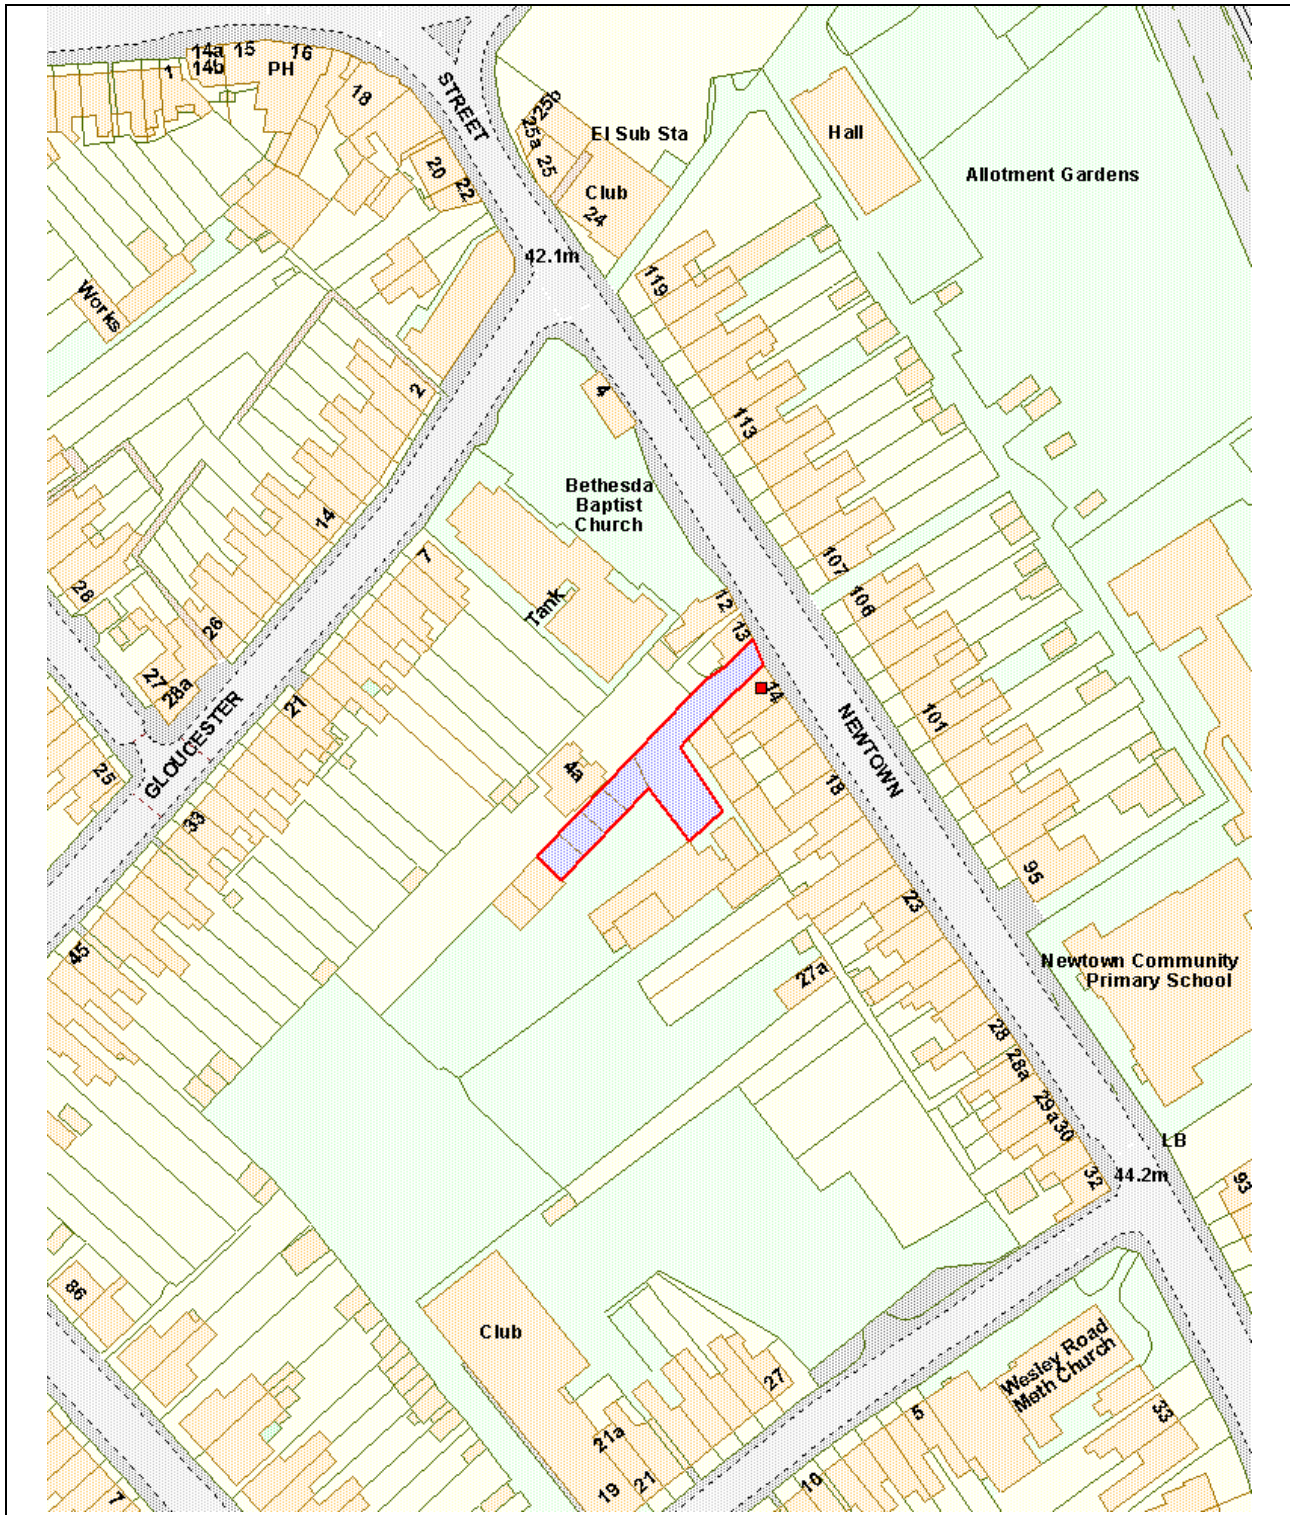 14a
14b
15
16
PH
1
18
STREET
20
22
25b
25a
25
El Sub Sta
Club
24
Hall
Allotment Gardens
42.1m
Works
119
2
4
113
14
Bethesda
Baptist
Church
107
106
7
Tank
28
26
27
28a
12
13
14
21
GLOUCESTER
25
NEWTOWN
101
4a
18
33
95
23
45
27a
Newtown Community
Primary School
28
28a
29a
30
LB
32
44.2m
93
86
Club
27
Wesley Road
Meth Church
5
33
21a
19
21
10
7